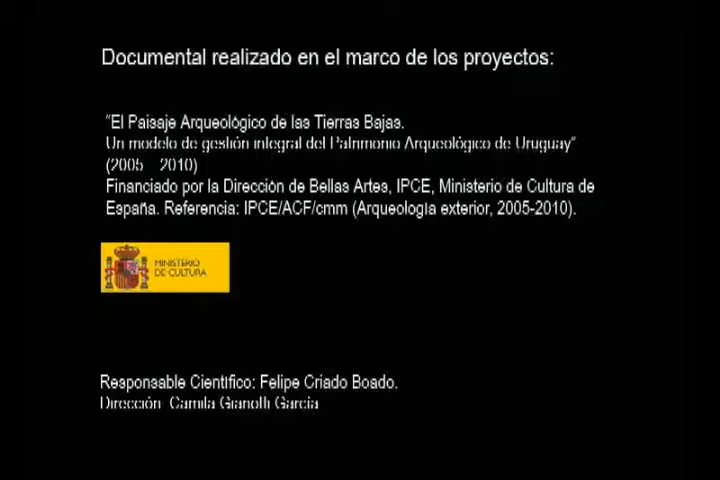 Documental realizado en el marco de los proyectos:
"El Paisaje Arqueológico de las Tierras Bajas.
Un modelo de gestión integral del Patrimonio Arqueológico de Uruguay"
(2005 - 2010)
Financiado por la Dirección de Bellas Artes, IPCE, Ministerio de Cultura de
España. Referencia: IPCE/ACF/cmm (Arqueología exterior, 2005-2010).
MINISTERIO
DE CULTURA
Responsable Científico: Felipe Criado Boado.
Dirección: Camila Gianotti García